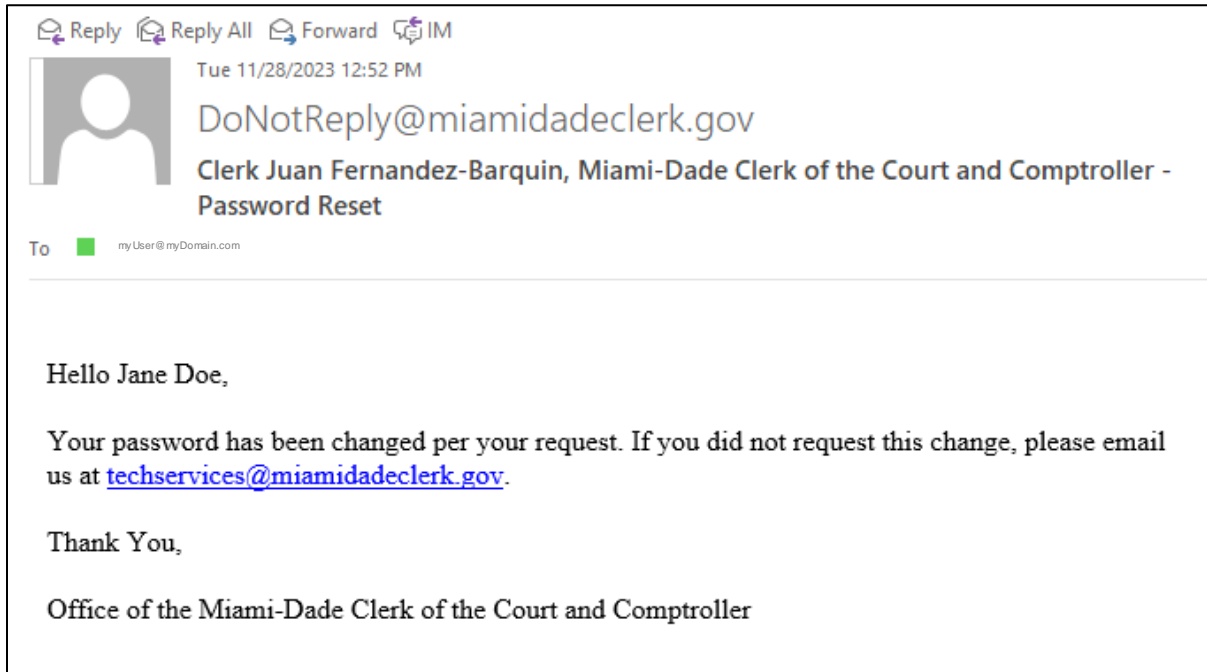 Reply Reply All Forward IM
Tue 11/28/2023 12:52 PM
DoNotReply@miamidadeclerk.gov
Clerk Juan Fernandez-Barquin, Miami-Dade Clerk of the Court and Comptroller -
Password Reset
To myUser@myDomain.com
Hello Jane Doe,
Your password has been changed per your request. If you did not request this change, please email
us at techservices@miamidadeclerk.gov.
Thank You,
Office of the Miami-Dade Clerk of the Court and Comptroller